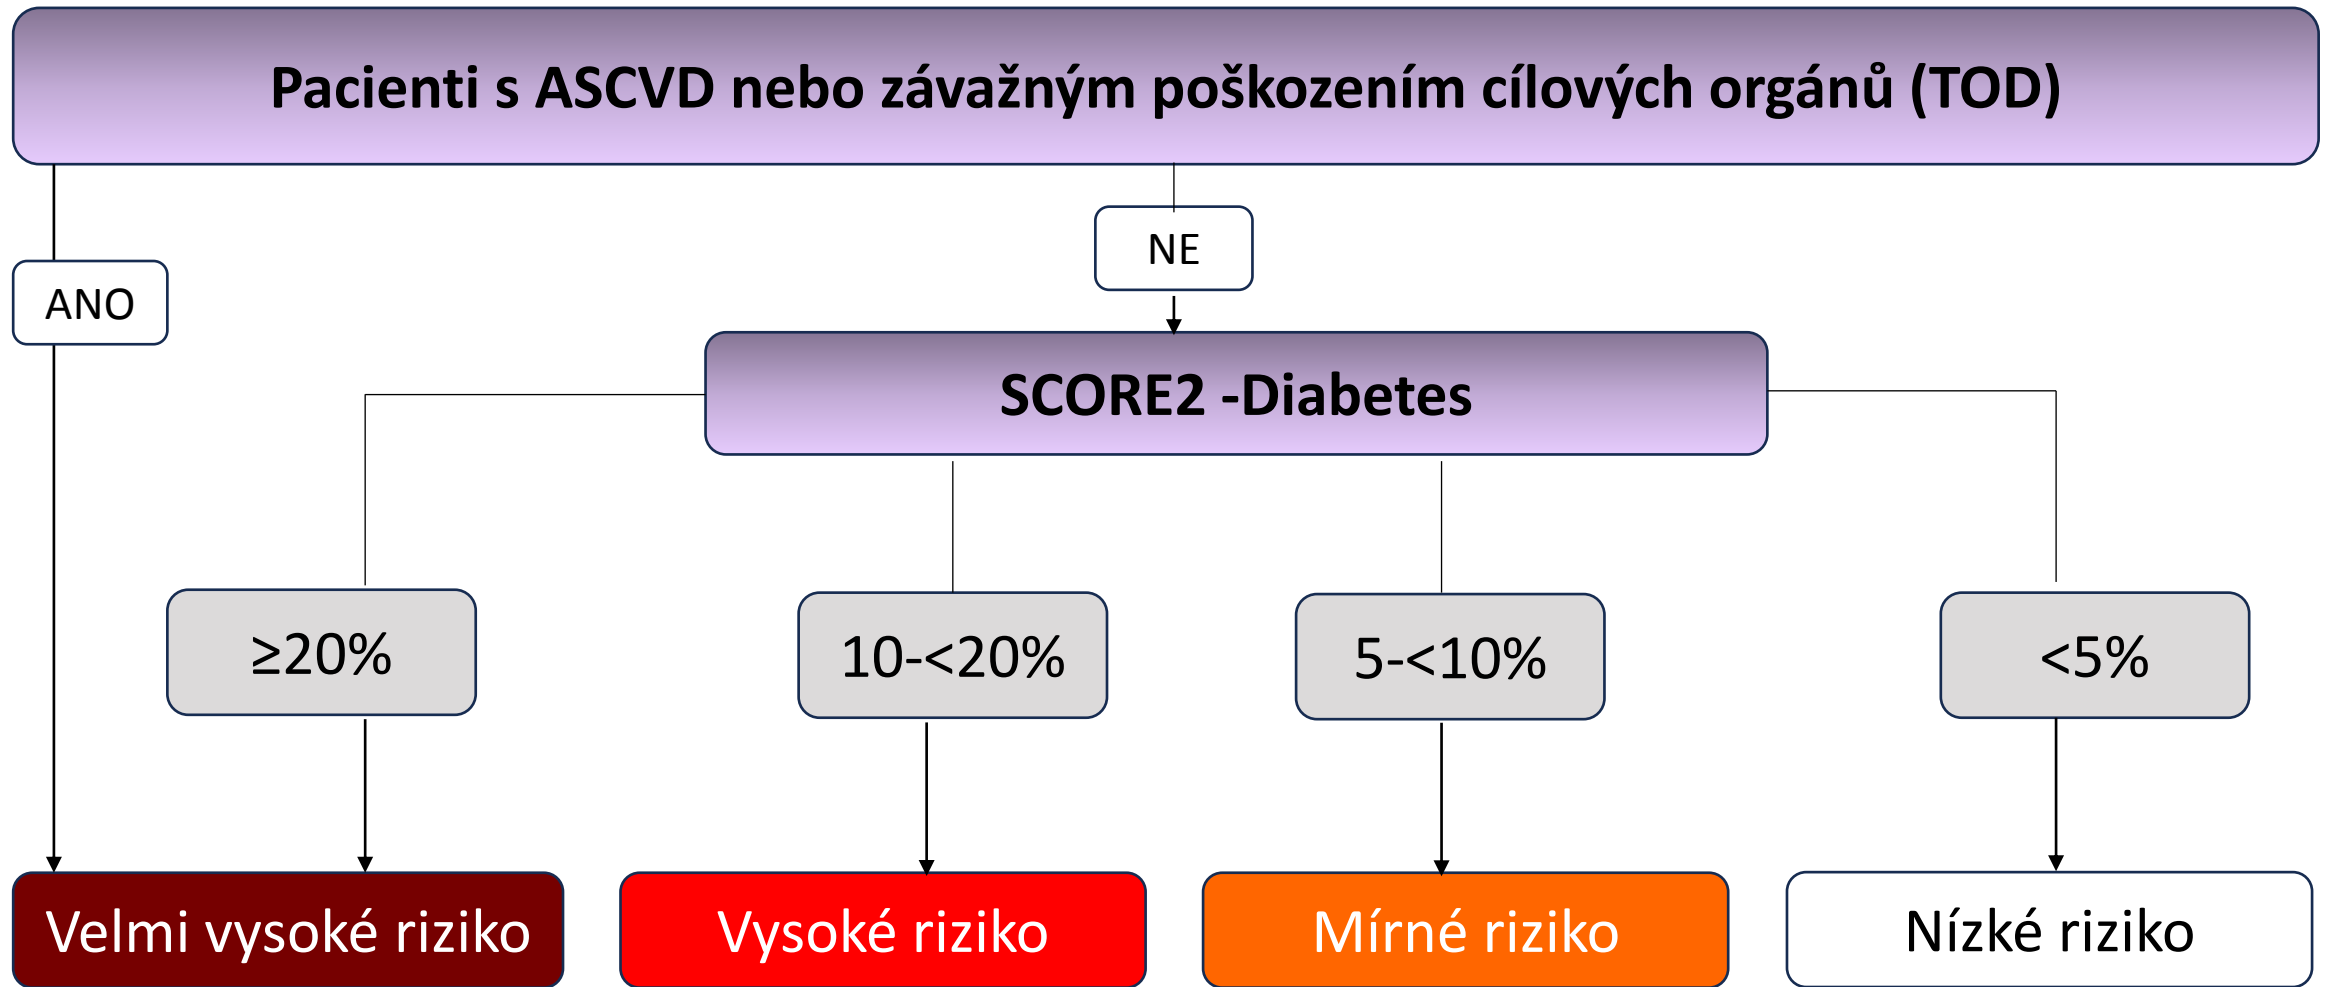 Pacienti s ASCVD nebo závažným poškozením cílových orgánů (TOD)
NE
ANO
SCORE2 -Diabetes
≥20%
10-<20%
5-<10%
<5%
Velmi vysoké riziko
Vysoké riziko
Mírné riziko
Nízké riziko